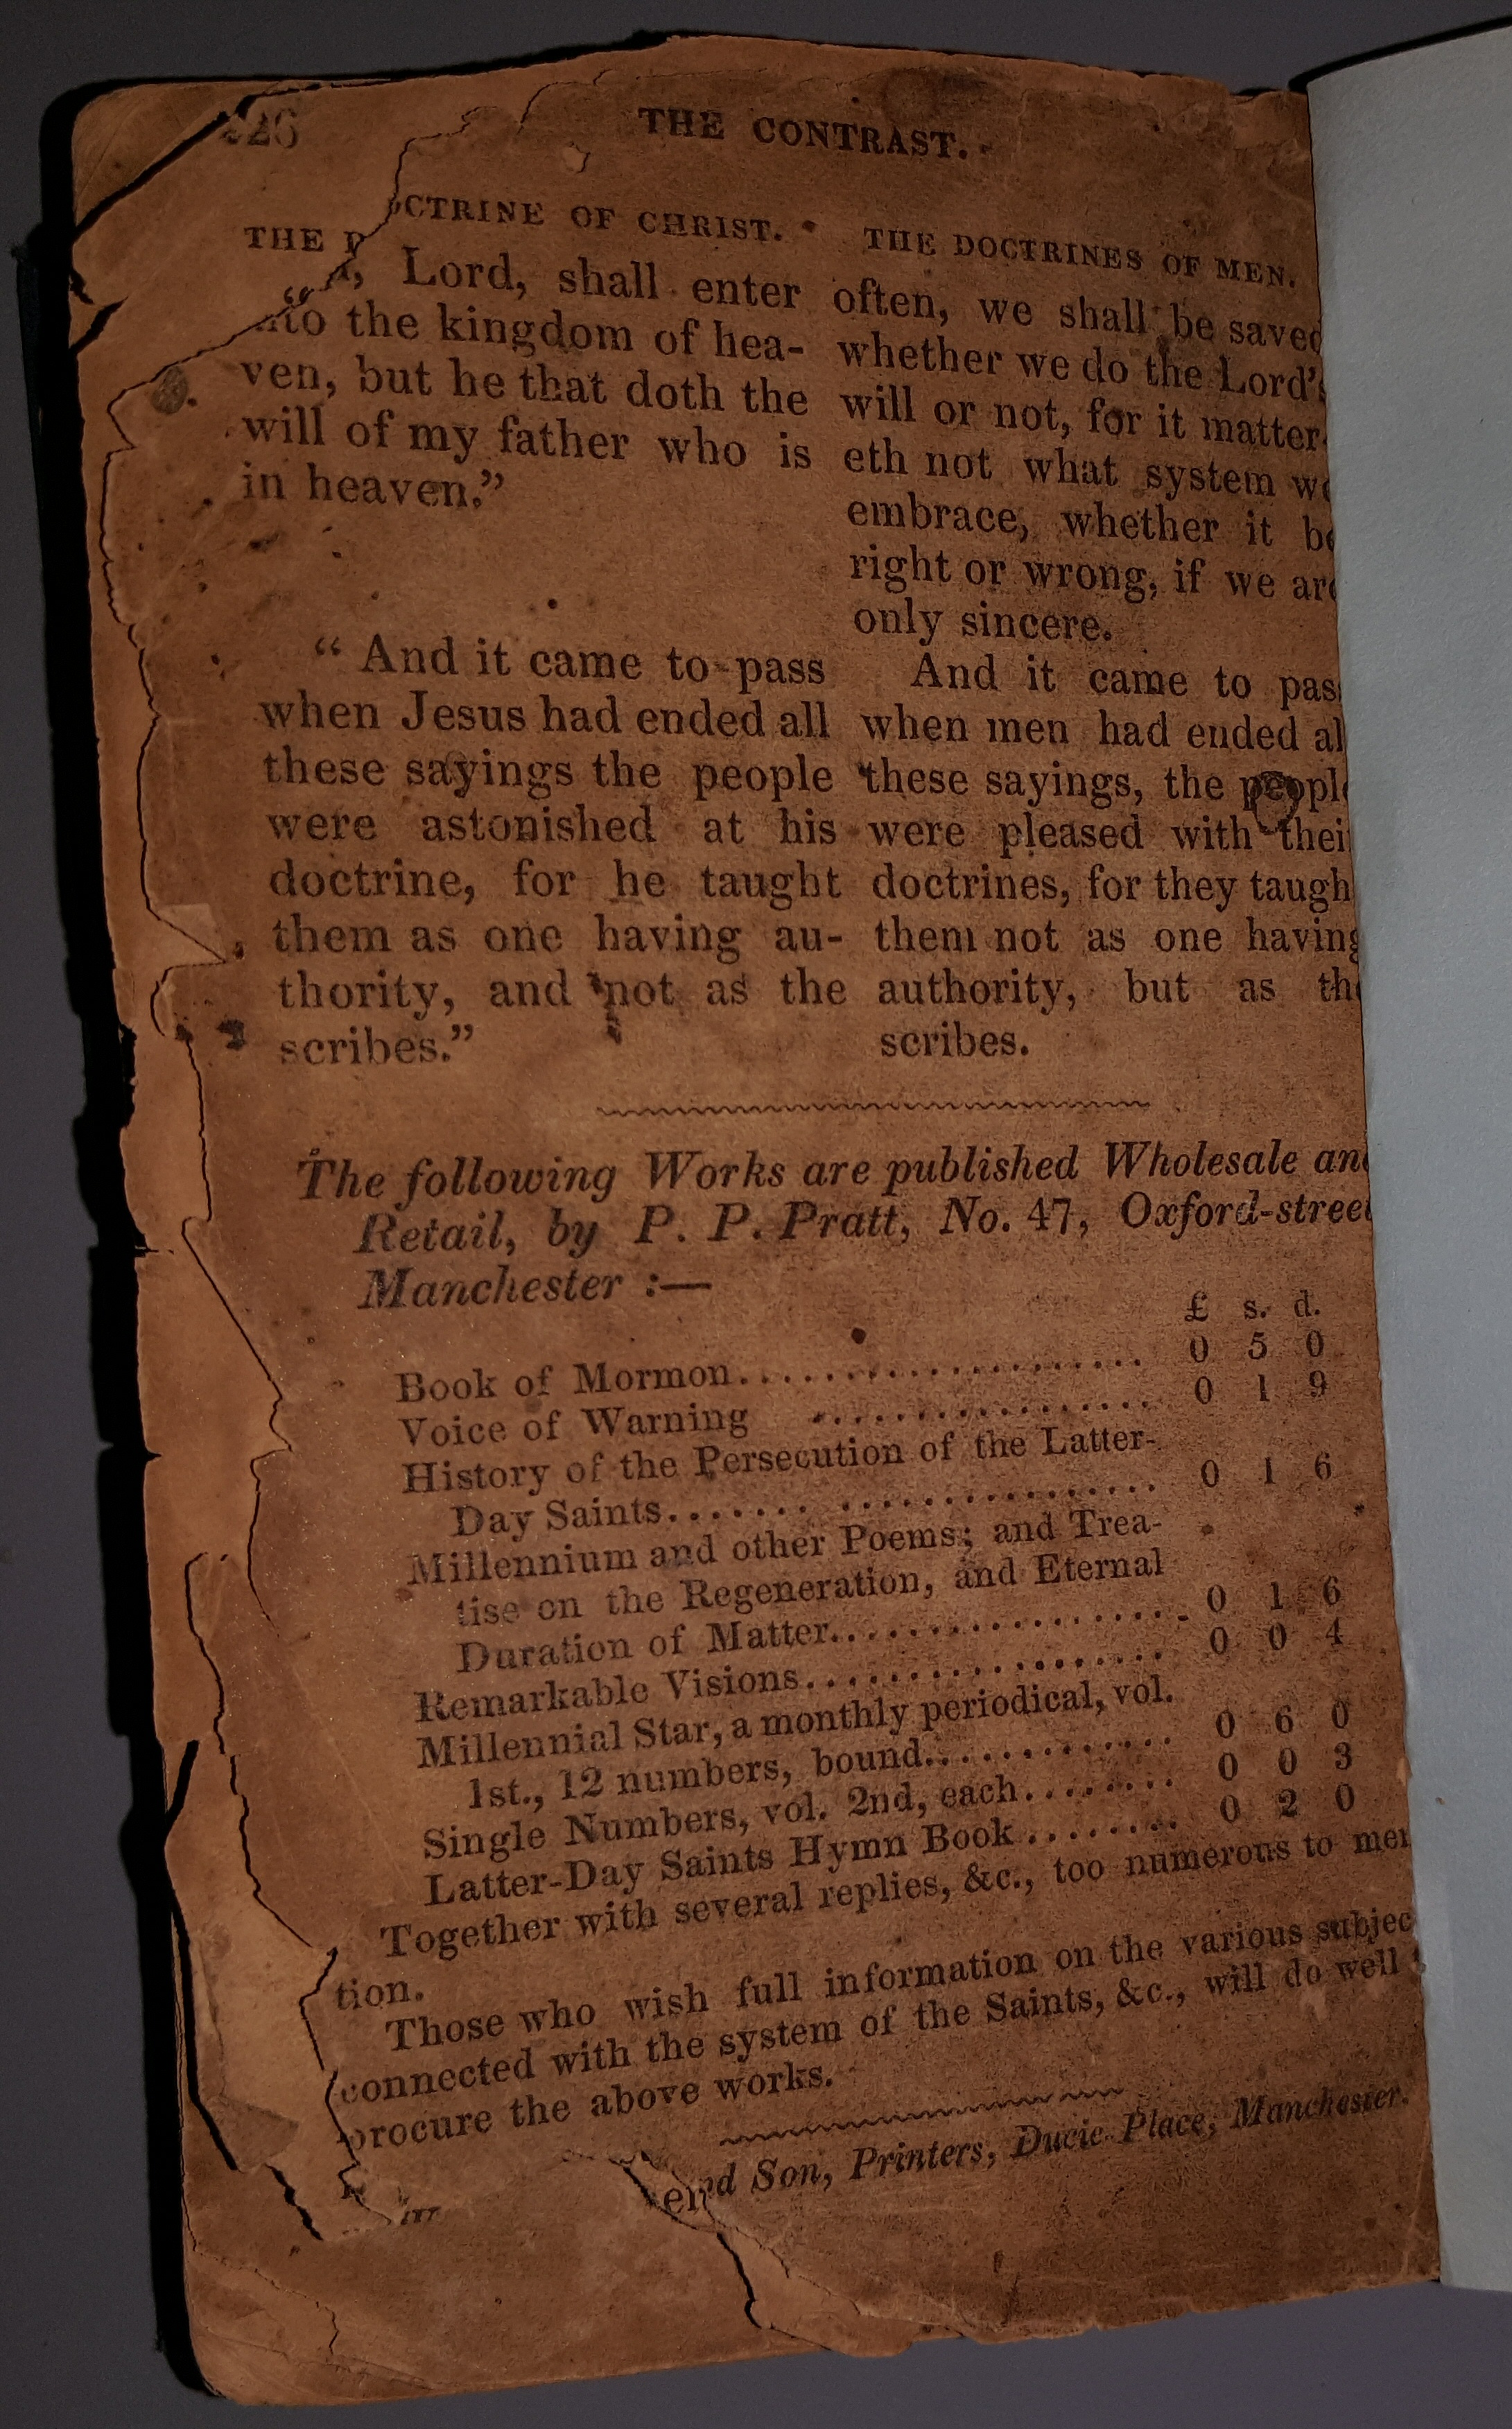 26
THE CONTRAST.
THE DOCTRINE OF CHRIST.
Lord, shall enter
to the kingdom of hea-
ven, but he that doth the
will of my father who is
in heaven.”
“ And it came to pass
when Jesus had ended all
these sayings the people
were astonished at his
doctrine, for he taught
them as one having au-
thority, and not as the
scribes.”
THE DOCTRINES OF MEN.
often, we shall be saved
whether we do the Lord's
will or not, for it matter-
eth not what system we
embrace, whether it be
right or wrong, if we are
only sincere.
And it came to pass
when men had ended all
these sayings, the people
were pleased with their
doctrines, for they taught
them not as one having
authority, but as the
scribes.
The following Works are published Wholesale and
Retail, by P. P. Pratt, No. 47, Oxford-street
Manchester :—
£ s. d.
Book of Mormon..................... 0 5 0
Voice of Warning .................. 0 1 9
History of the Persecution of the Latter-
Day Saints....... ................. 0 1 6
Millennium and other Poems; and Trea-
tise on the Regeneration, and Eternal
Duration of Matter................... 0 1 6
Remarkable Visions................... 0 0 4
Millennial Star, a monthly periodical, vol.
1st., 12 numbers, bound............. 0 6 0
Single Numbers, vol. 2nd, each........ 0 0 3
Latter-Day Saints Hymn Book........ 0 2 0
Together with several replies, &c., too numerous to men
tion.
Those who wish full information on the various subjec
connected with the system of the Saints, &c., will do well
procure the above works.
nd Son, Printers, Ducie Place, Manchester.